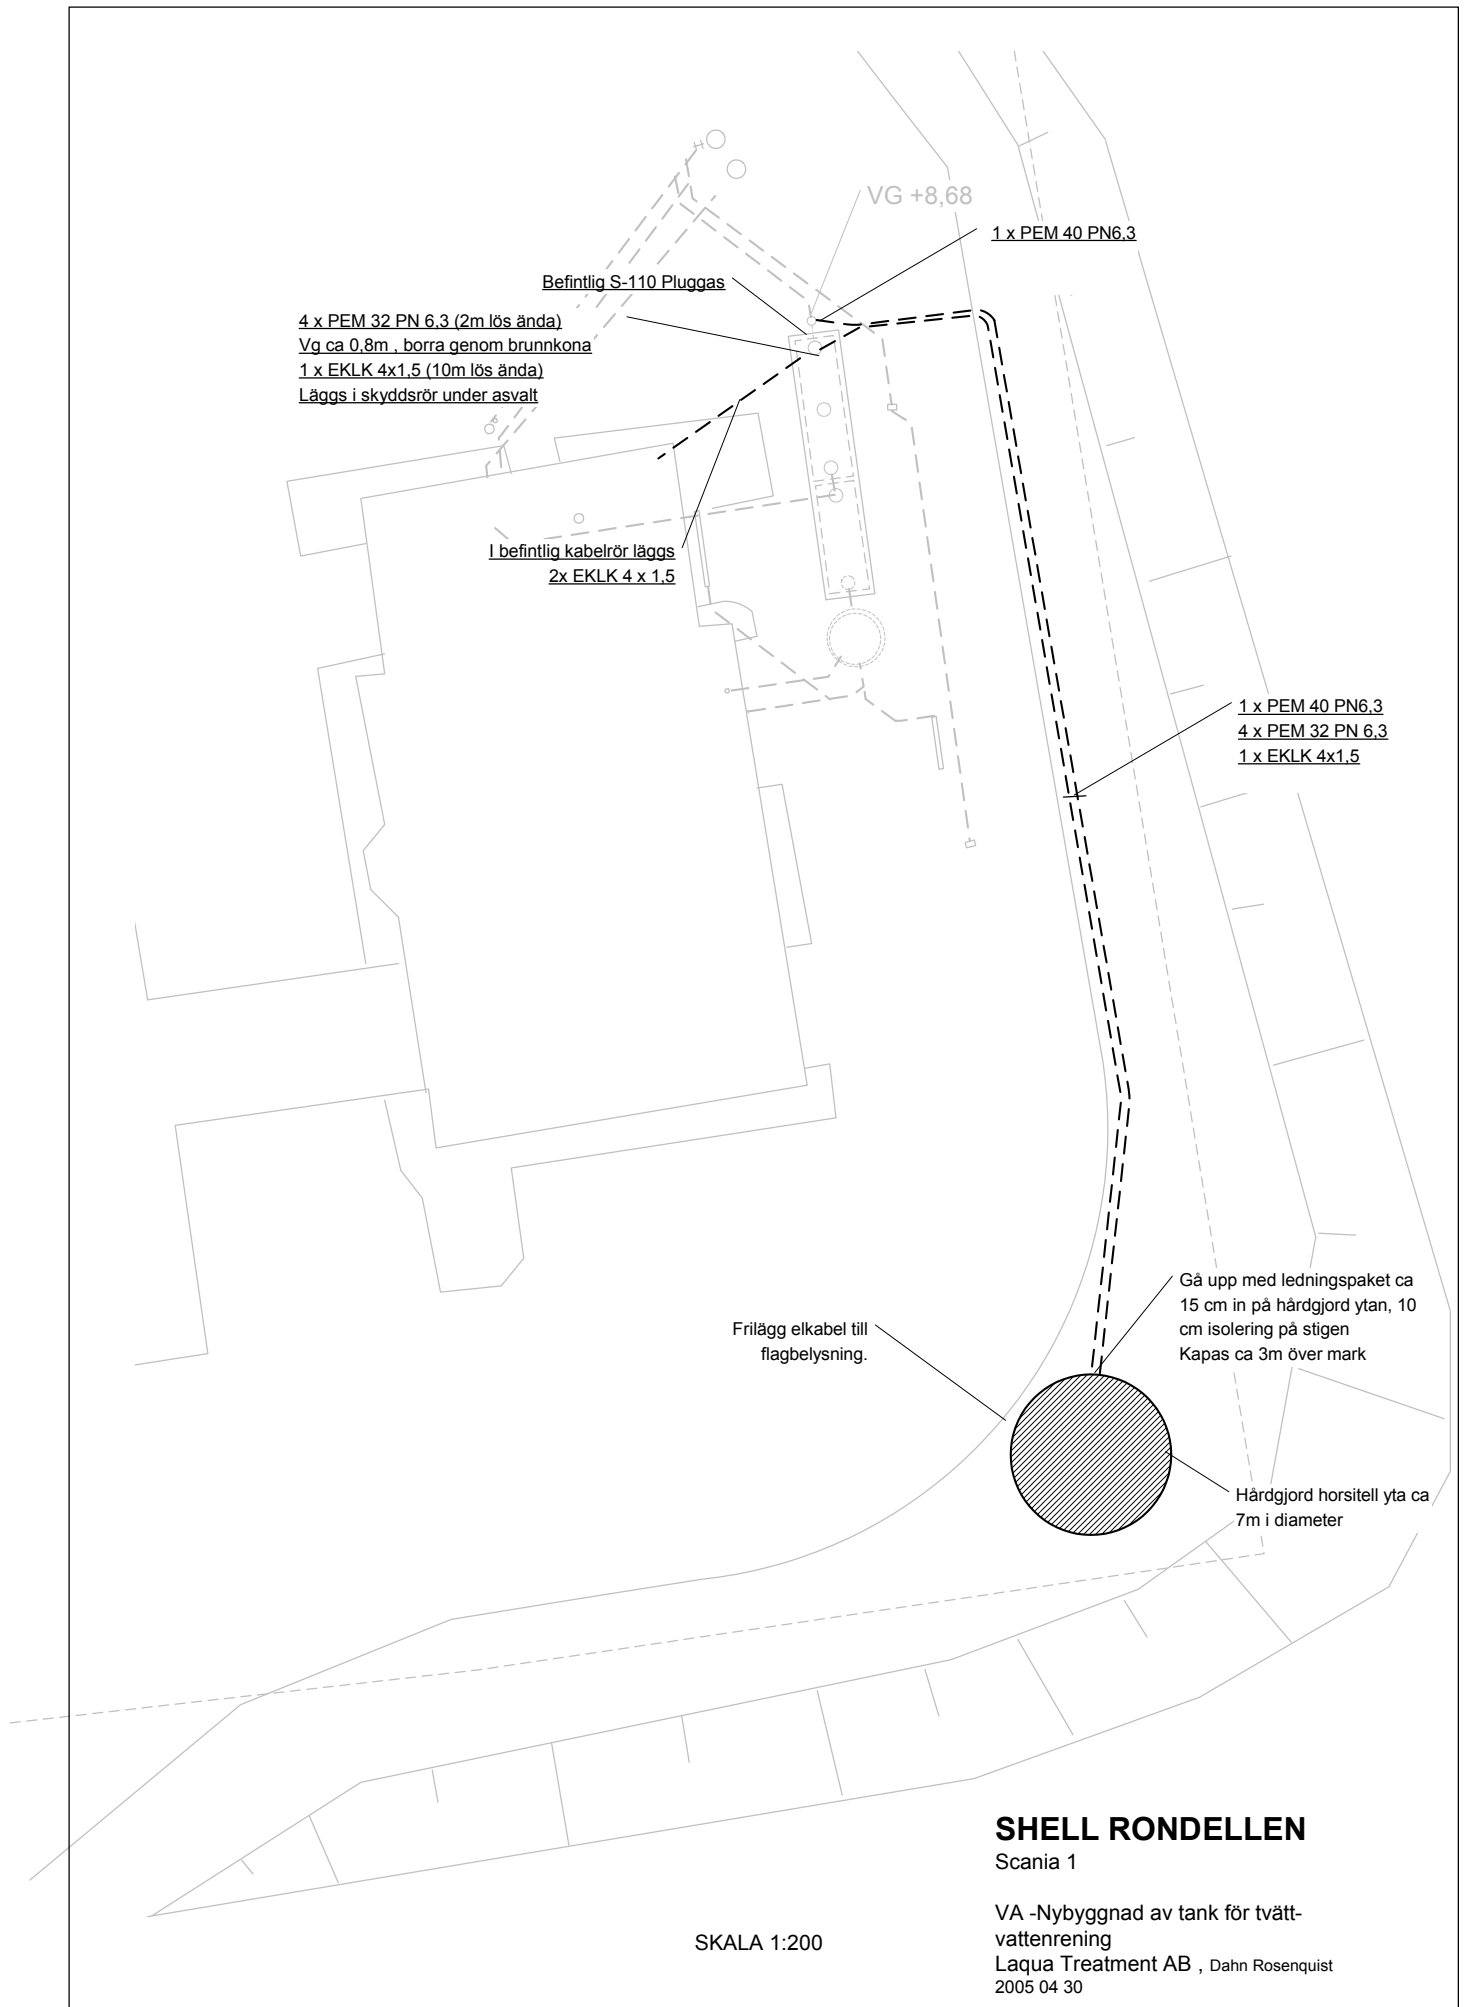 VG +8,68
1 x PEM 40 PN6,3
Befintlig S-110 Pluggas
4 x PEM 32 PN 6,3 (2m lös ända)
Vg ca 0,8m , borra genom brunnkona
1 x EKLK 4x1,5 (10m lös ända)
Läggs i skyddsrör under asvalt
I befintlig kabelrör läggs
2x EKLK 4 x 1,5
1 x PEM 40 PN6,3
4 x PEM 32 PN 6,3
1 x EKLK 4x1,5
Gå upp med ledningspaket ca
15 cm in på hårdgjord ytan, 10
cm isolering på stigen
Kapas ca 3m över mark
Frilägg elkabel till
flagbelysning.
Hårdgjord horsitell yta ca
7m i diameter
SHELL RONDELLEN
Scania 1
VA -Nybyggnad av tank för tvätt-
vattenrening
Laqua Treatment AB , Dahn Rosenquist
2005 04 30
SKALA 1:200